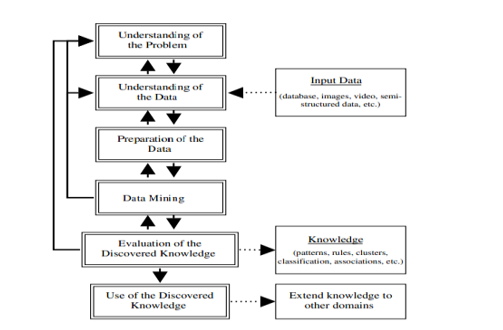 Understanding of
the Problem
Understanding of
the Data
Input Data
(database, images, video, semi-
structured data, etc.)
Preparation of the
Data
Data Mining
Evaluation of the
Discovered Knowledge
Knowledge
(patterns, rules, clusters,
classification, associations, etc.)
Use of the Discovered
Knowledge
Extend knowledge to
other domains